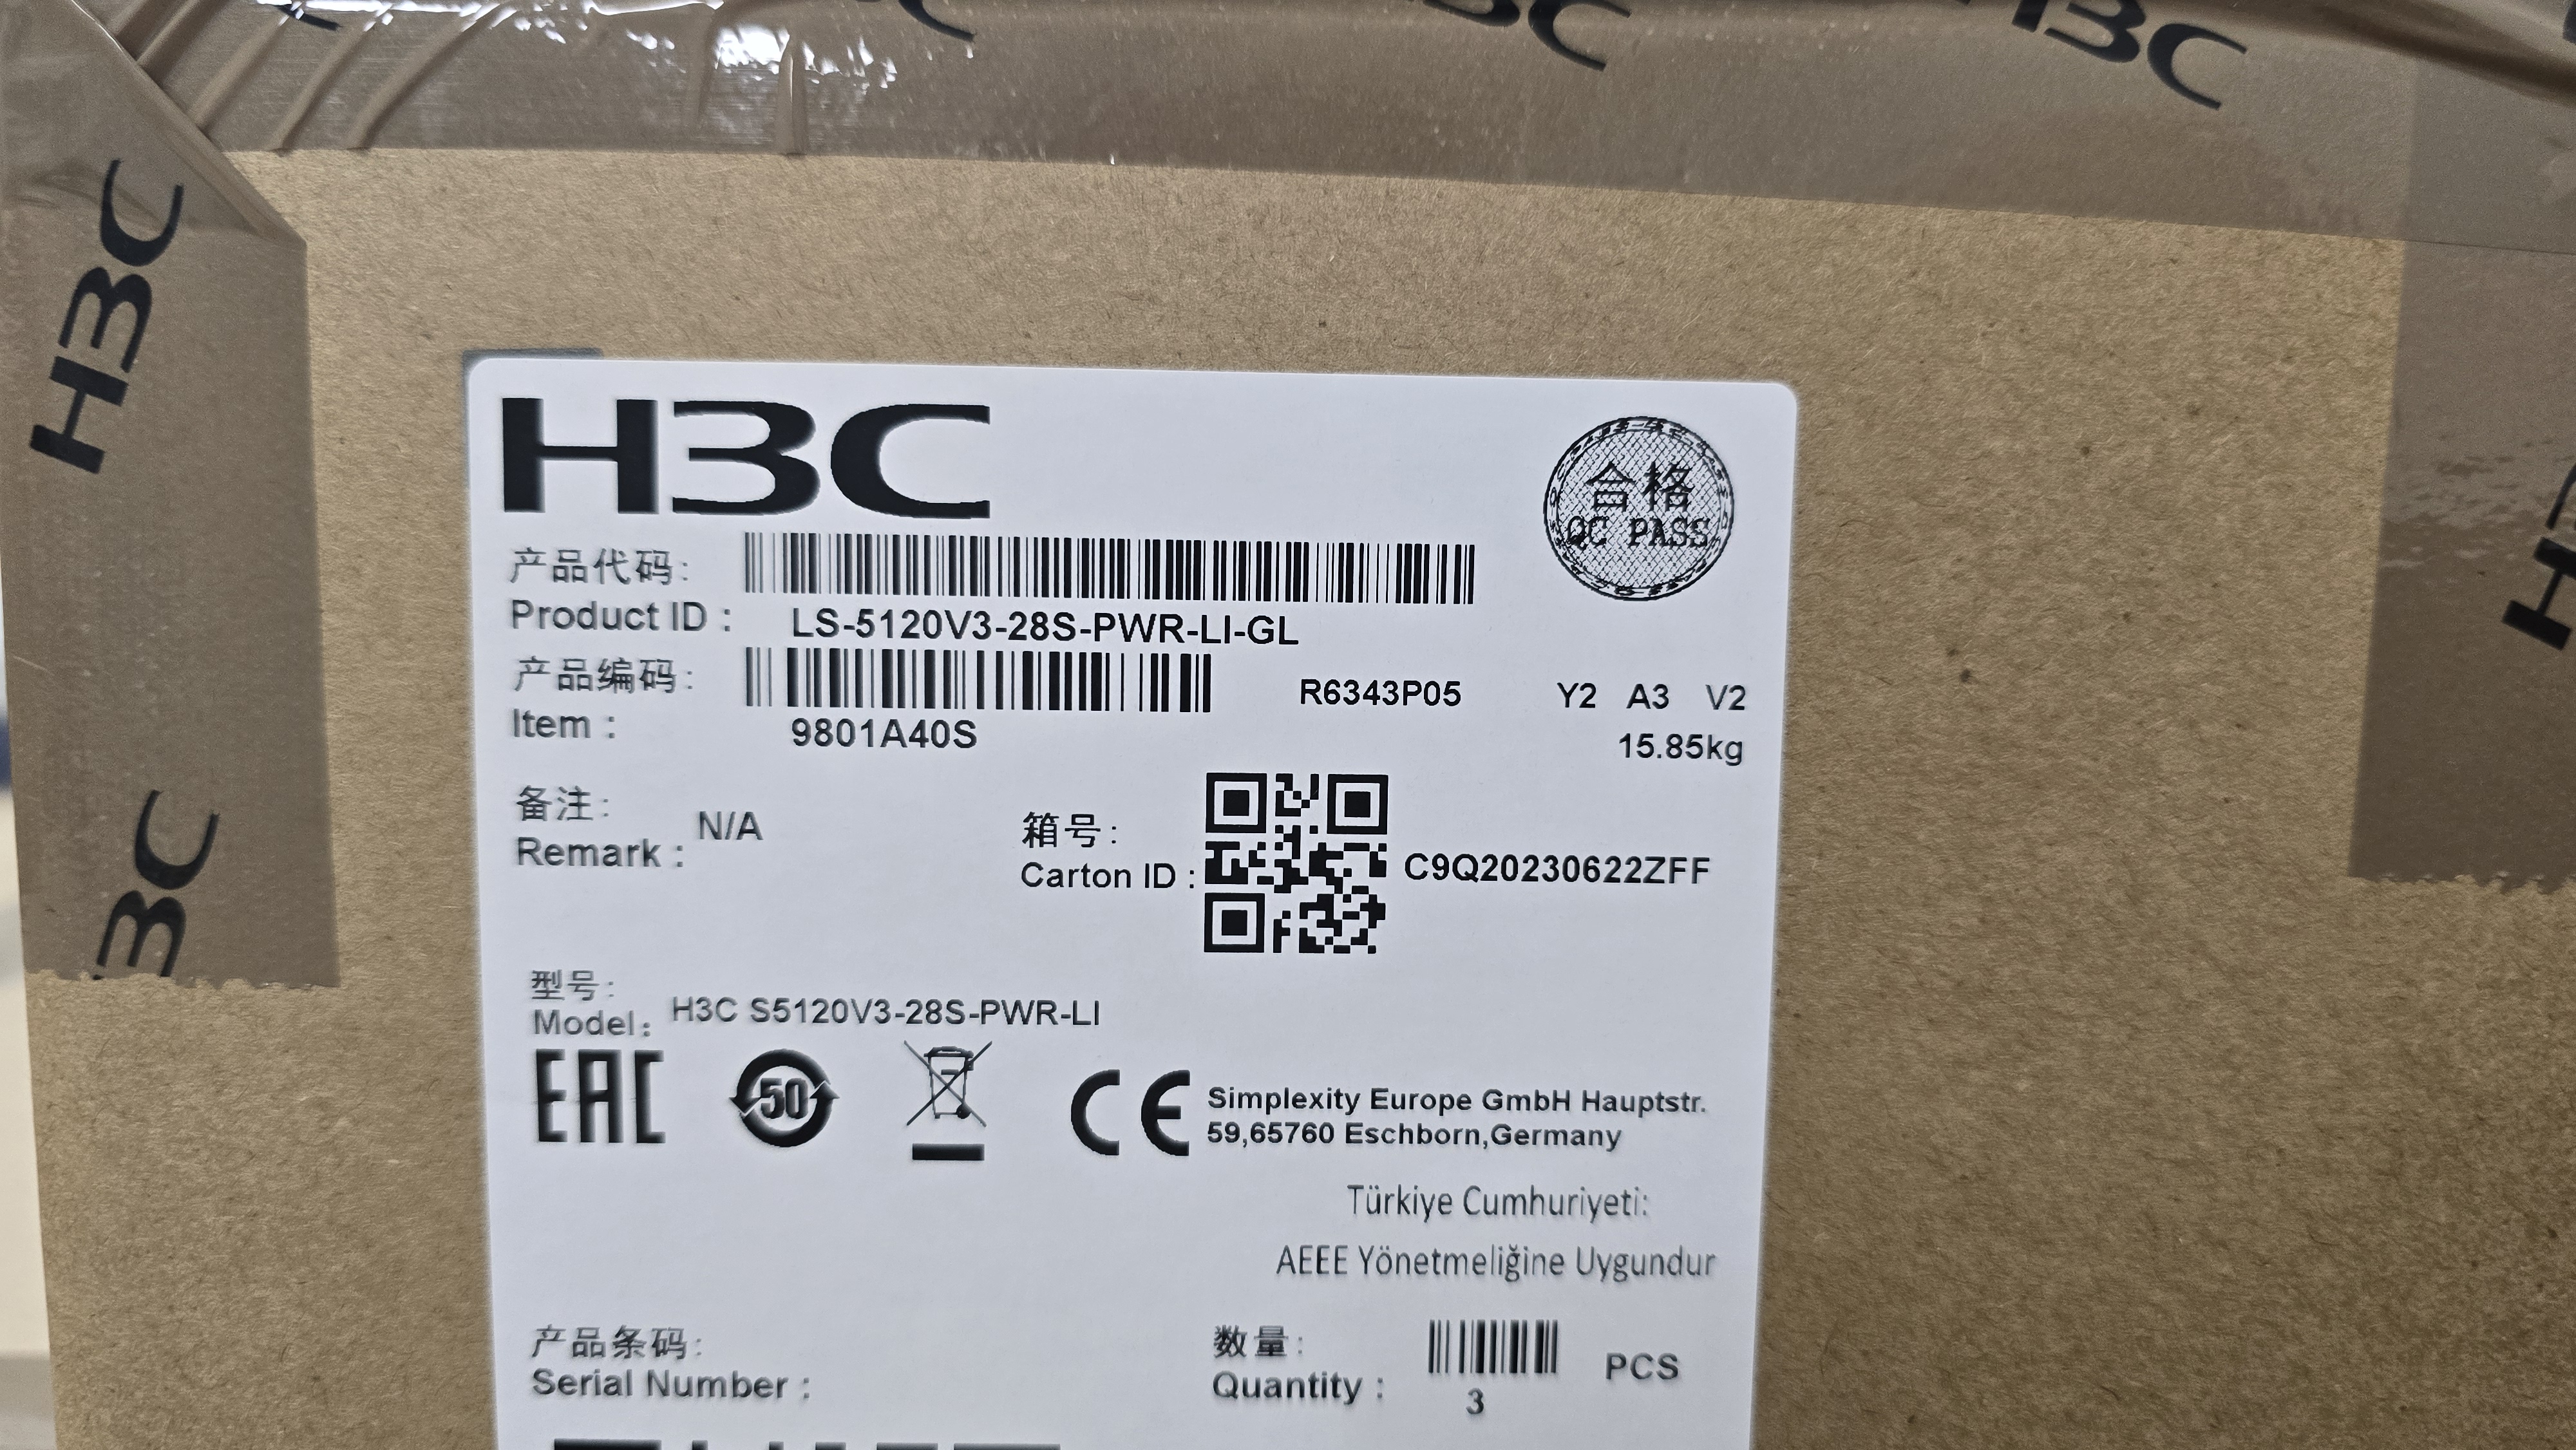 H3C
H3C
H3C
H3C
合格
QC PASS
产品代码:
Product ID :
LS-5120V3-28S-PWR-LI-GL
产品编码:
Item :
9801A40S
R6343P05
Y2 A3 V2
15.85kg
备注:
Remark :
N/A
箱号:
Carton ID :
C9Q20230622ZFF
型号:
Model:
H3C S5120V3-28S-PWR-LI
EAC
50
CE
Simplexity Europe GmbH Hauptstr.
59,65760 Eschborn,Germany
Türkiye Cumhuriyeti:
AEEE Yönetmeliğine Uygundur
产品条码:
Serial Number :
数量:
Quantity :
3
PCS